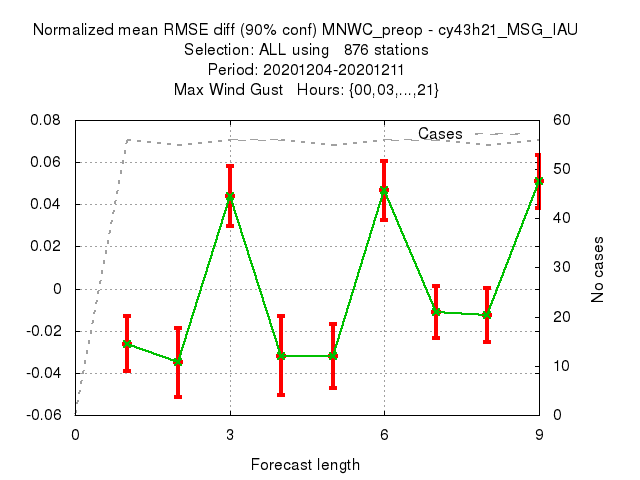 Normalized mean RMSE diff (90% conf) MNWC_preop - cy43h21_MSG_IAU
Selection: ALL using   876 stations
Period: 20201204-20201211
Max Wind Gust   Hours: {00,03,...,21}
0.08
0.06
0.04
0.02
0
-0.02
-0.04
-0.06
Cases
60
50
40
30
20
10
0
No cases
0
3
6
9
Forecast length